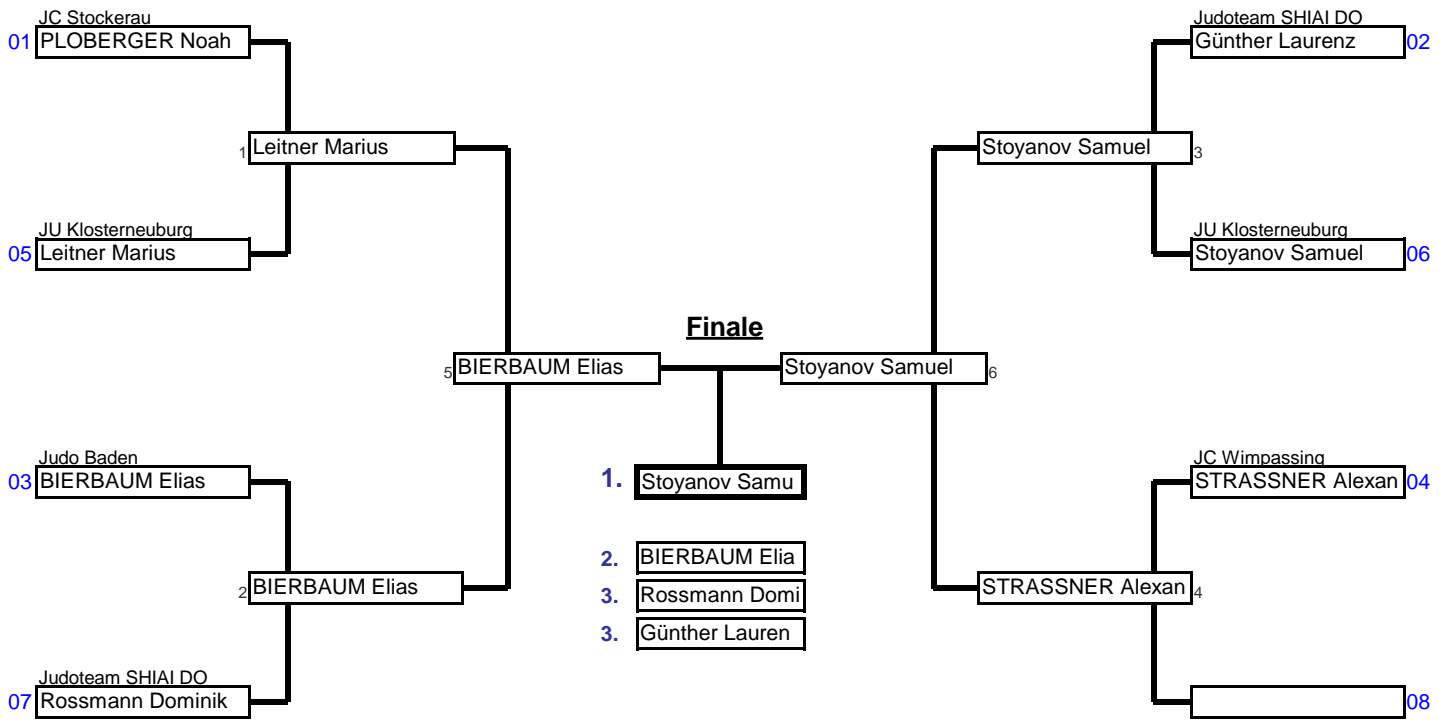 JC Stockerau
01 PLOBERGER Noah
Judoteam SHIAI DO
Günther Laurenz 02
1 Leitner Marius
Stoyanov Samuel 3
JU Klosterneuburg
05 Leitner Marius
JU Klosterneuburg
Stoyanov Samuel 06
Finale
5 BIERBAUM Elias
Stoyanov Samuel 6
Judo Baden
03 BIERBAUM Elias
1. Stoyanov Samu
JC Wimpassing
STRASSNER Alexan 04
2. BIERBAUM Elia
2 BIERBAUM Elias
3. Rossmann Domi
STRASSNER Alexan 4
3. Günther Lauren
Judoteam SHIAI DO
07 Rossmann Dominik
08